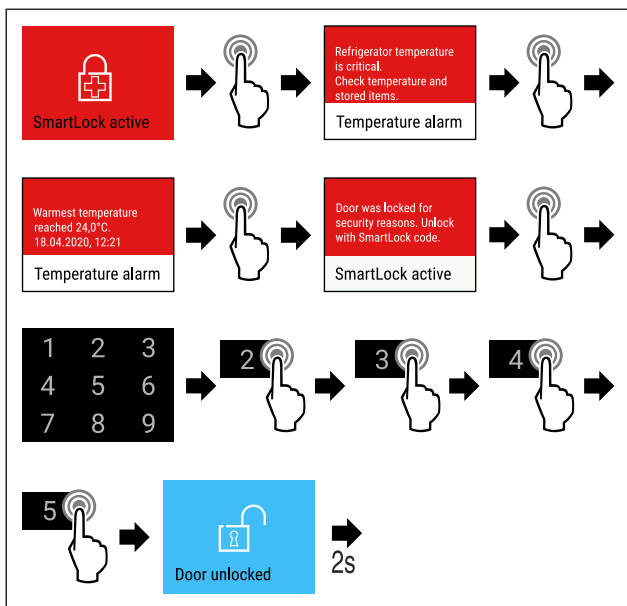 SmartLock active
Refrigerator temperature
is critical.
Check temperature and
stored items.
Temperature alarm
Warmest temperature
reached 24,0°C.
18.04.2020, 12:21
Temperature alarm
Door was locked for
security reasons. Unlock
with SmartLock code.
SmartLock active
1 2 3
4 5 6
7 8 9
2
3
4
5
Door unlocked
2s